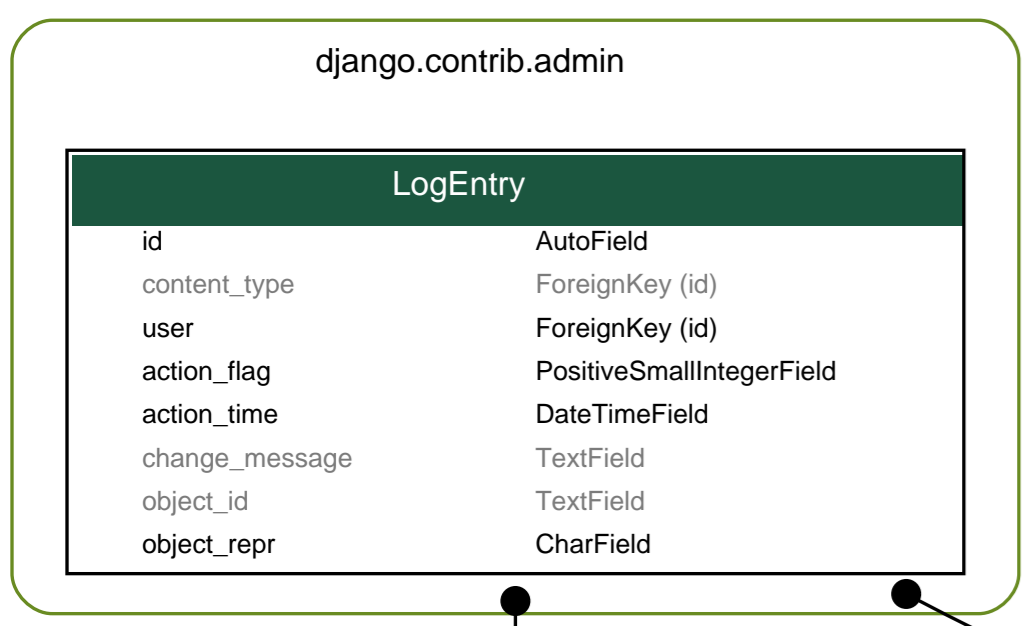 django.contrib.admin
LogEntry
id AutoField
content_type ForeignKey (id)
user ForeignKey (id)
action_flag PositiveSmallIntegerField
action_time DateTimeField
change_message TextField
object_id TextField
object_repr CharField